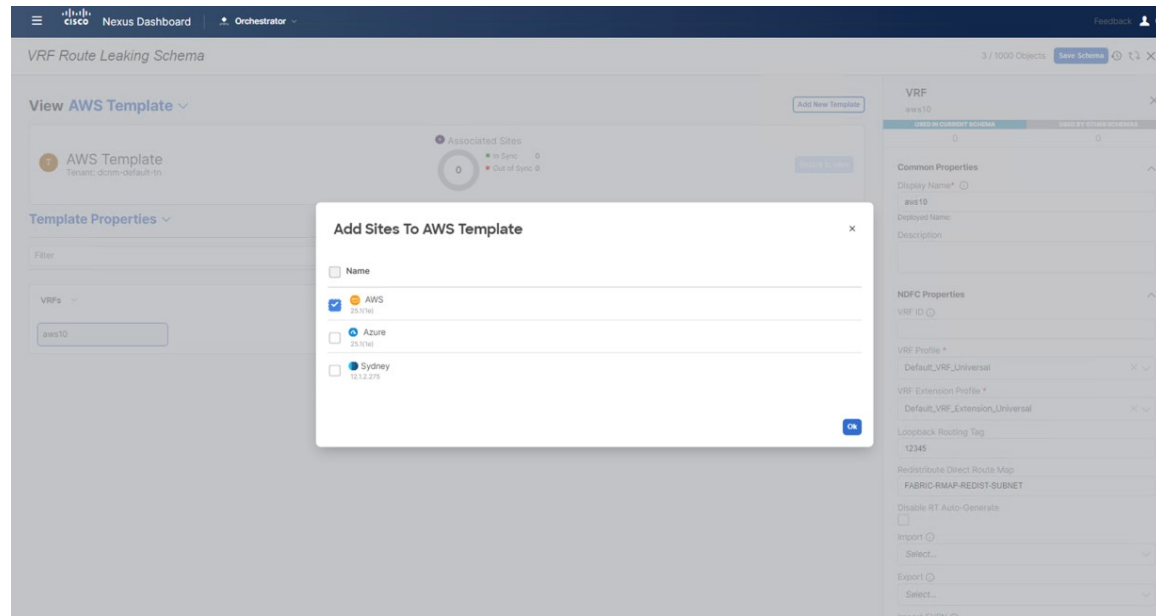 cisco Nexus Dashboard Orchestrator Feedback
VRF Route Leaking Schema
3 / 1000 Objects Save Schema
View AWS Template
Add New Template
AWS Template
Tenant: dcnm-default-tn
Associated Sites
0
In Sync 0
Out of Sync 0
Template Properties
Filter
VRFs
aws10
Add Sites To AWS Template
Name
AWS
25.1(1e)
Azure
25.1(1e)
Sydney
12.1.2.275
Ok
VRF
aws10
USED IN CURRENT SCHEMA
USED BY OTHER SCHEMAS
0
0
Common Properties
Display Name*
aws10
Deployed Name:
Description
NDFC Properties
VRF ID
VRF Profile *
Default_VRF_Universal
VRF Extension Profile *
Default_VRF_Extension_Universal
Loopback Routing Tag
12345
Redistribute Direct Route Map
FABRIC-RMAP-REDIST-SUBNET
Disable RT Auto-Generate
Import
Select...
Export
Select...